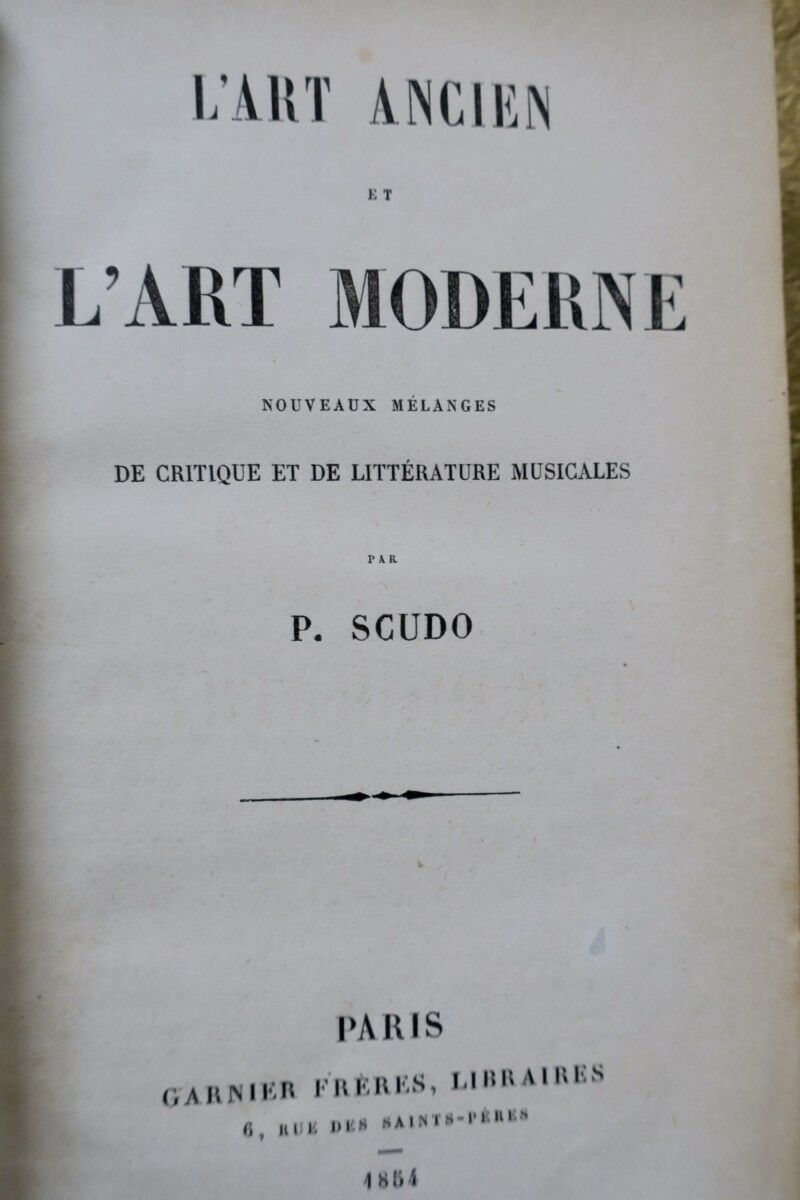 L'ART ANCIEN
ET
L'ART MODERNE
NOUVEAUX MÉLANGES
DE CRITIQUE ET DE LITTÉRATURE MUSICALES
PAR
P. SCUDO
PARIS
GARNIER FRÈRES, LIBRAIRES
6, RUE DES SAINTS-PÈRES
1854